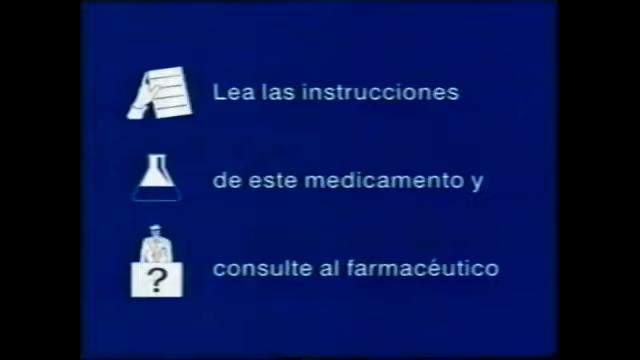 Lea las instrucciones
de este medicamento y
consulte al farmacéutico
?